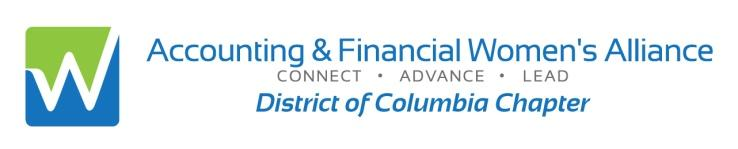 Accounting & Financial Women's Alliance
CONNECT • ADVANCE • LEAD
District of Columbia Chapter